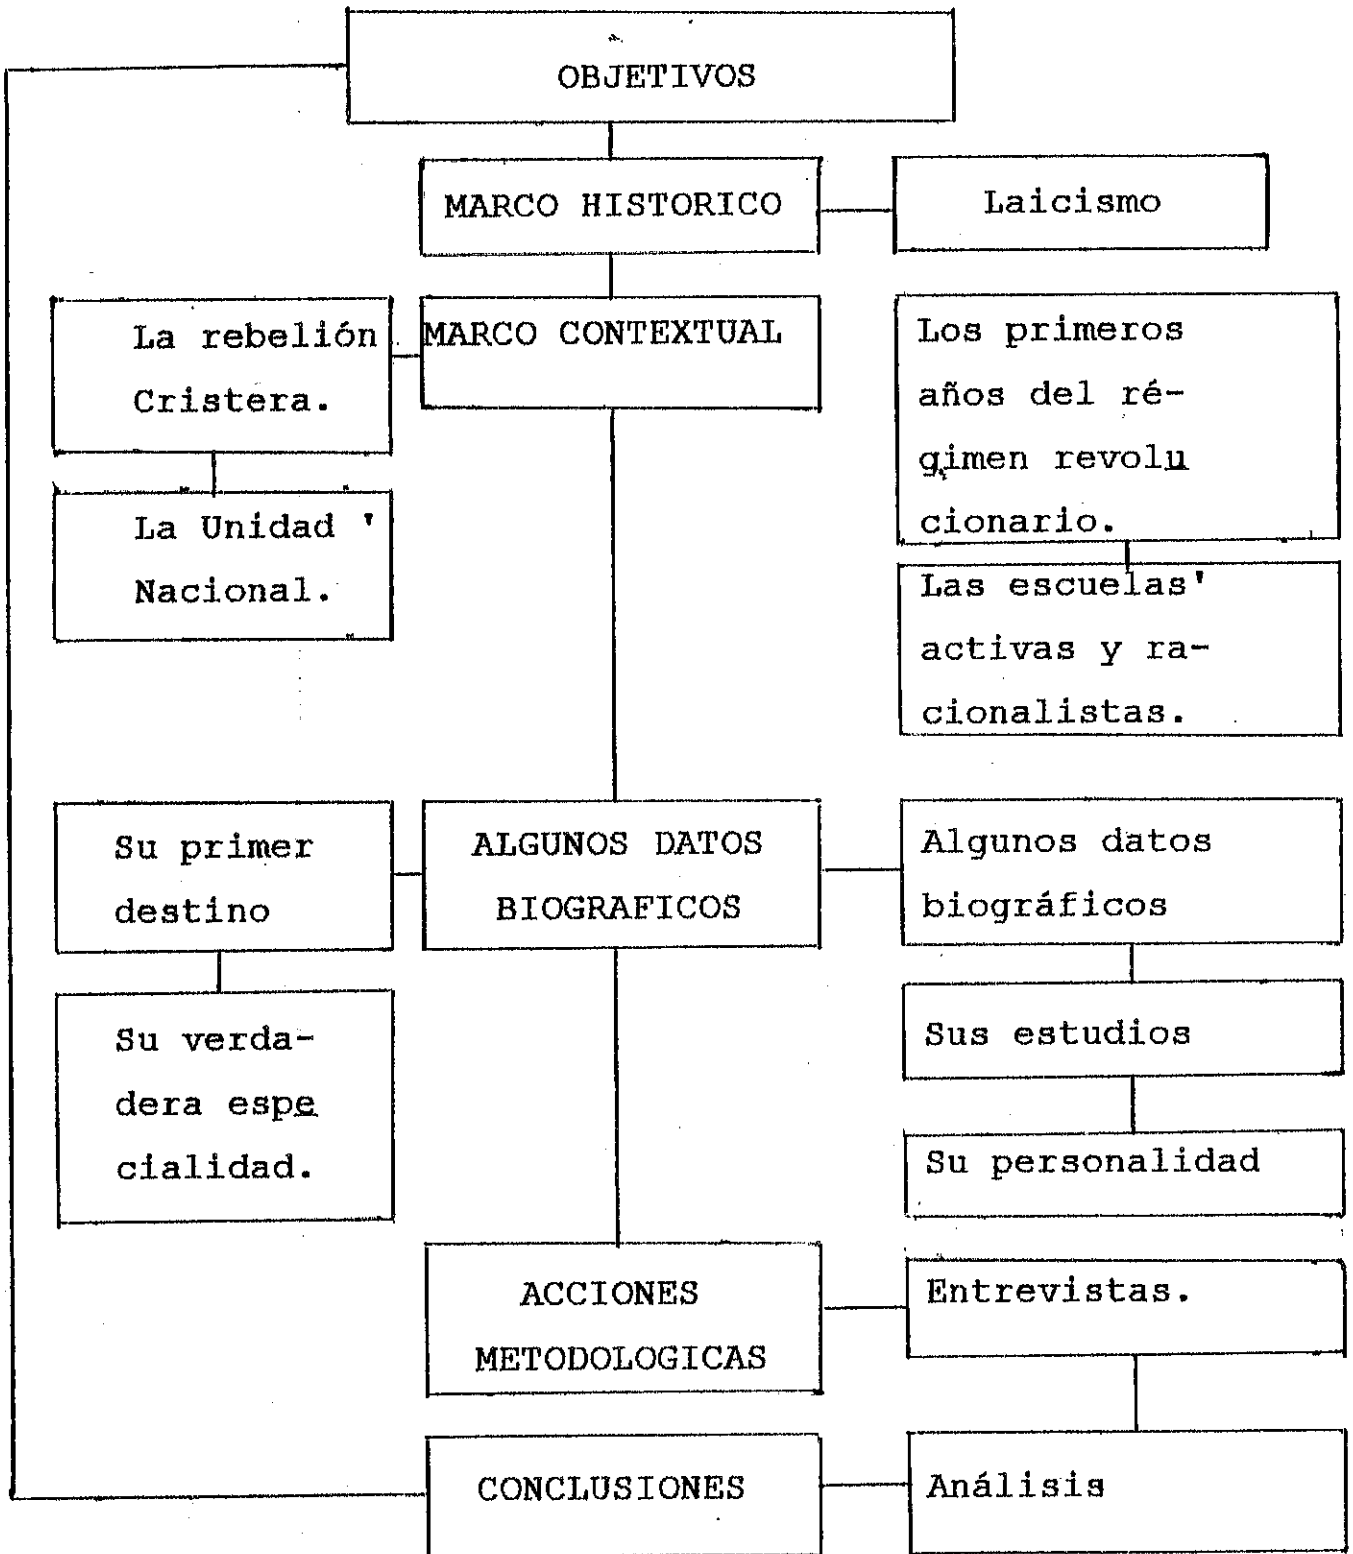 OBJETIVOS
MARCO HISTORICO
Laicismo
La rebelión
Cristera.
MARCO CONTEXTUAL
Los primeros
años del ré-
gimen revolu
cionario.
La Unidad '
Nacional.
Las escuelas'
activas y ra-
cionalistas.
Su primer
destino
ALGUNOS DATOS
BIOGRAFICOS
Algunos datos
biográficos
Su verda-
dera espe
cialidad.
Sus estudios
Su personalidad
ACCIONES
METODOLOGICAS
Entrevistas.
CONCLUSIONES
Análisis